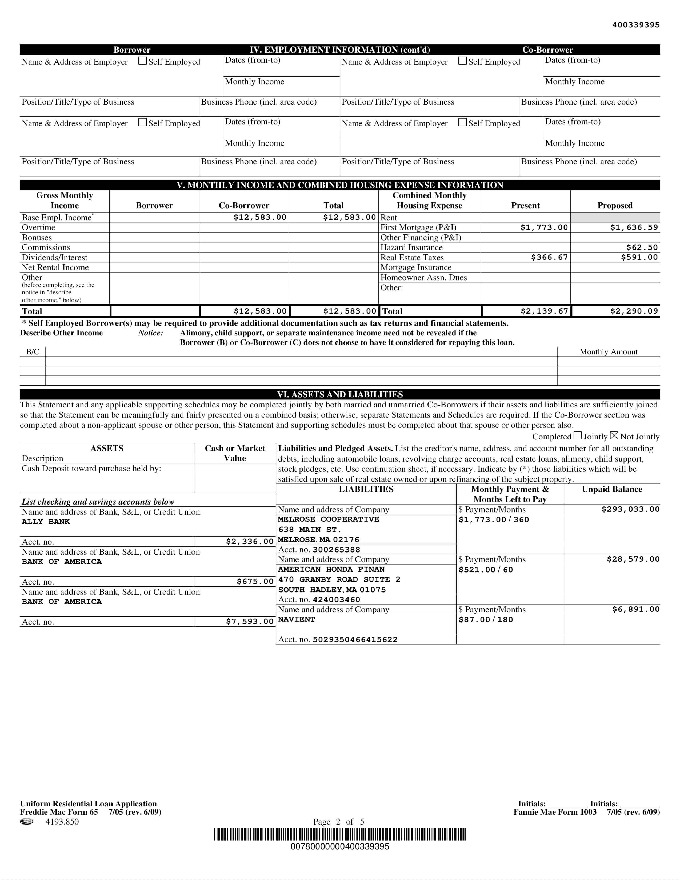 400339395
Borrower IV. EMPLOYMENT INFORMATION (cont'd) Co-Borrower
Name & Address of Employer ☐ Self Employed Dates (from-to) Name & Address of Employer ☐ Self Employed Dates (from-to)
Monthly Income Monthly Income
Position/Title/Type of Business Business Phone (incl. area code) Position/Title/Type of Business Business Phone (incl. area code)
Name & Address of Employer ☐ Self Employed Dates (from-to) Name & Address of Employer ☐ Self Employed Dates (from-to)
Monthly Income Monthly Income
Position/Title/Type of Business Business Phone (incl. area code) Position/Title/Type of Business Business Phone (incl. area code)
V. MONTHLY INCOME AND COMBINED HOUSING EXPENSE INFORMATION
Gross Monthly Income Borrower Co-Borrower Total Combined Monthly Housing Expense Present Proposed
Base Empl. Income* $12,583.00 $12,583.00 Rent
Overtime First Mortgage (P&I) $1,773.00 $1,636.59
Bonuses Other Financing (P&I)
Commissions Hazard Insurance $62.50
Dividends/Interest Real Estate Taxes $366.67 $591.00
Net Rental Income Mortgage Insurance
Other Homeowner Assn. Dues
(before completing, see the Other
notice in "describe
other income," below)
Total $12,583.00 $12,583.00 Total $2,139.67 $2,290.09
* Self Employed Borrower(s) may be required to provide additional documentation such as tax returns and financial statements.
Describe Other Income Notice: Alimony, child support, or separate maintenance income need not be revealed if the
Borrower (B) or Co-Borrower (C) does not choose to have it considered for repaying this loan.
B/C Monthly Amount
VI. ASSETS AND LIABILITIES
This Statement and any applicable supporting schedules may be completed jointly by both married and unmarried Co-Borrowers if their assets and liabilities are sufficiently joined
so that the Statement can be meaningfully and fairly presented on a combined basis; otherwise, separate Statements and Schedules are required. If the Co-Borrower section was
completed about a non-applicant spouse or other person, this Statement and supporting schedules must be completed about that spouse or other person also.
Completed ☐ Jointly ☒ Not Jointly
ASSETS Cash or Market Value
Description
Cash Deposit toward purchase held by:
Liabilities and Pledged Assets. List the creditor's name, address, and account number for all outstanding
debts, including automobile loans, revolving charge accounts, real estate loans, alimony, child support,
stock pledges, etc. Use continuation sheet, if necessary. Indicate by (*) those liabilities which will be
satisfied upon sale of real estate owned or upon refinancing of the subject property.
LIABILITIES Monthly Payment & Months Left to Pay Unpaid Balance
List checking and savings accounts below
Name and address of Bank, S&L, or Credit Union
ALLY BANK
Acct. no. $2,336.00
Name and address of Bank, S&L, or Credit Union
BANK OF AMERICA
Acct. no. $675.00
Name and address of Bank, S&L, or Credit Union
BANK OF AMERICA
Acct. no. $7,593.00
Name and address of Company $ Payment/Months $293,033.00
MELROSE COOPERATIVE $1,773.00/360
638 MAIN ST.
MELROSE, MA 02176
Acct. no. 300265388
Name and address of Company $ Payment/Months $28,579.00
AMERICAN HONDA FINAN $521.00/60
470 GRANBY ROAD SUITE 2
SOUTH HADLEY, MA 01075
Acct. no. 424003460
Name and address of Company $ Payment/Months $6,891.00
NAVIENT $87.00/180
Acct. no. 5029350466415622
Uniform Residential Loan Application Initials: Initials:
Freddie Mac Form 65 7/05 (rev. 6/09) Fannie Mae Form 1003 7/05 (rev. 6/09)
4193.850 Page 2 of 5
00780000000400339395